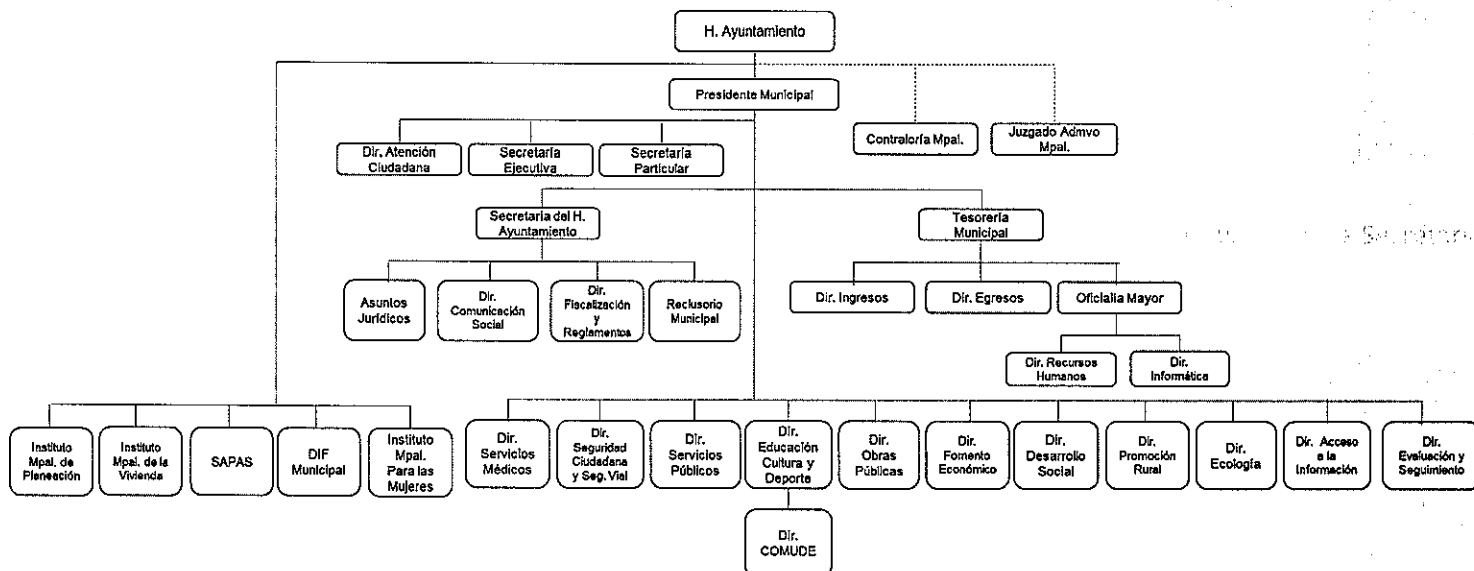 H. Ayuntamiento
Presidente Municipal
Contraloría Mpal.
Juzgado Admvo
Mpal.
Dir. Atención
Ciudadana
Secretaría
Ejecutiva
Secretaría
Particular
Secretaría del H.
Ayuntamiento
Tesorería
Municipal
Asuntos
Jurídicos
Dir.
Comunicación
Social
Dir.
Fiscalización
y
Reglamentos
Reclusorio
Municipal
Dir. Ingresos
Dir. Egresos
Oficialía Mayor
Dir. Recursos
Humanos
Dir.
Informática
Instituto
Mpal. de
Planeación
Instituto
Mpal. de la
Vivienda
SAPAS
DIF
Municipal
Instituto
Mpal.
Para las
Mujeres
Dir.
Servicios
Médicos
Dir.
Seguridad
Ciudadana
y Seg. Vial
Dir.
Servicios
Públicos
Dir.
Educación
Cultura y
Deporte
Dir.
Obras
Públicas
Dir.
Fomento
Económico
Dir.
Desarrollo
Social
Dir.
Promoción
Rural
Dir.
Ecología
Dir. Acceso
a la
Información
Dir.
Evaluación y
Seguimiento
Dir.
COMUDE